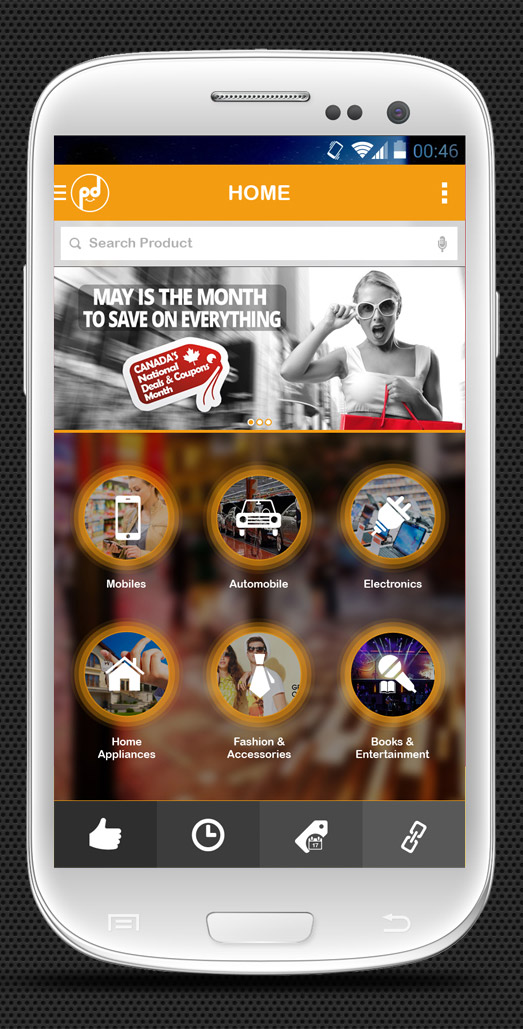 00:46
pd
HOME
Search Product
MAY IS THE MONTH
TO SAVE ON EVERYTHING
CANADA'S
National
Deals & Coupons
Month
Mobiles
Automobile
Electronics
Home
Appliances
Fashion &
Accessories
Books &
Entertainment
17